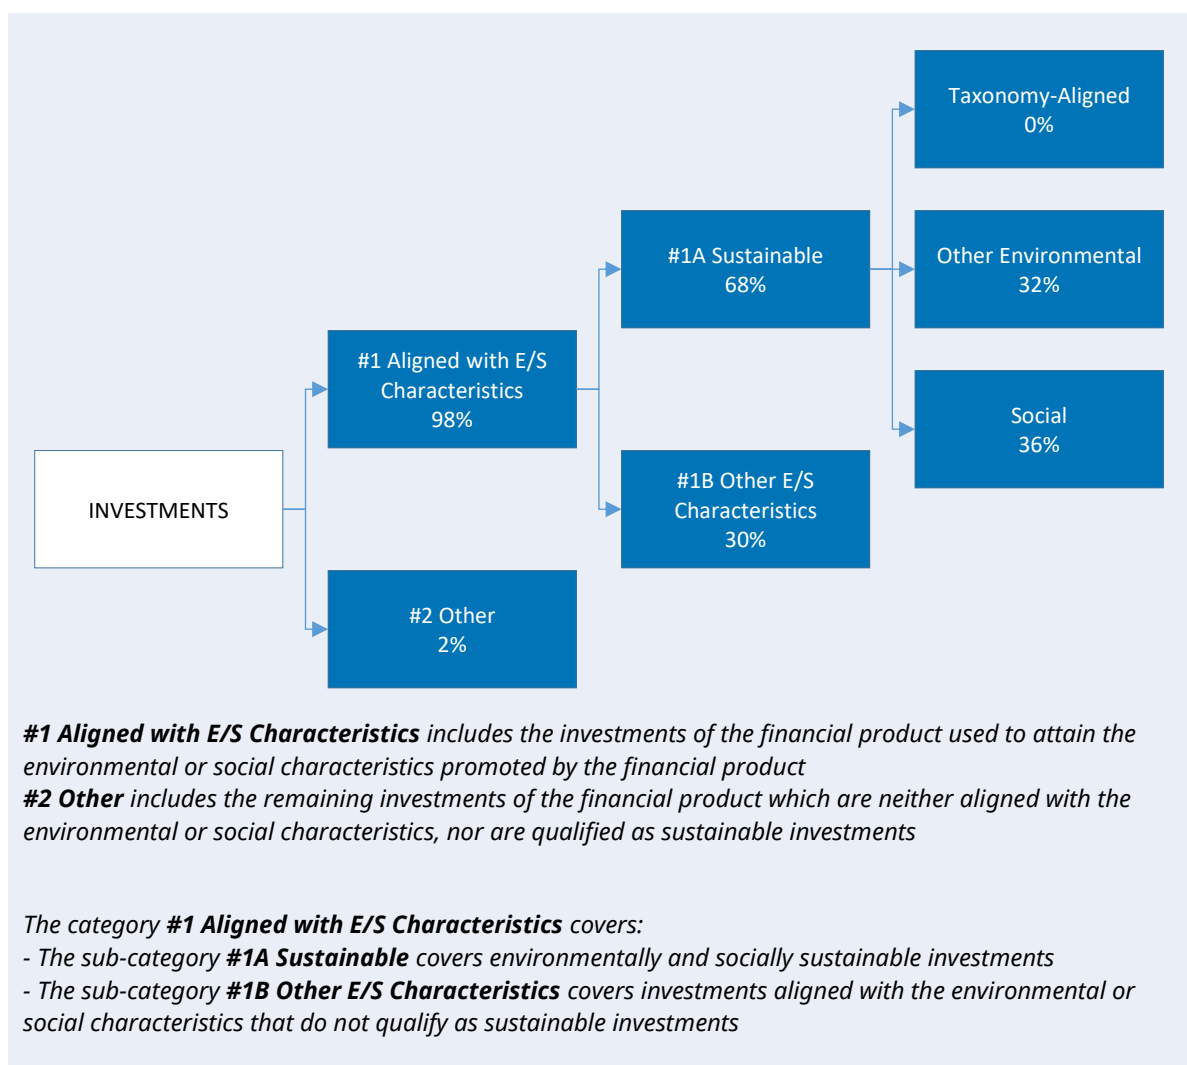 Taxonomy-Aligned
0%
#1A Sustainable
68%
Other Environmental
32%
#1 Aligned with E/S
Characteristics
98%
Social
36%
INVESTMENTS
#1B Other E/S
Characteristics
30%
#2 Other
2%
#1 Aligned with E/S Characteristics includes the investments of the financial product used to attain the
environmental or social characteristics promoted by the financial product
#2 Other includes the remaining investments of the financial product which are neither aligned with the
environmental or social characteristics, nor are qualified as sustainable investments
The category #1 Aligned with E/S Characteristics covers:
- The sub-category #1A Sustainable covers environmentally and socially sustainable investments
- The sub-category #1B Other E/S Characteristics covers investments aligned with the environmental or
social characteristics that do not qualify as sustainable investments